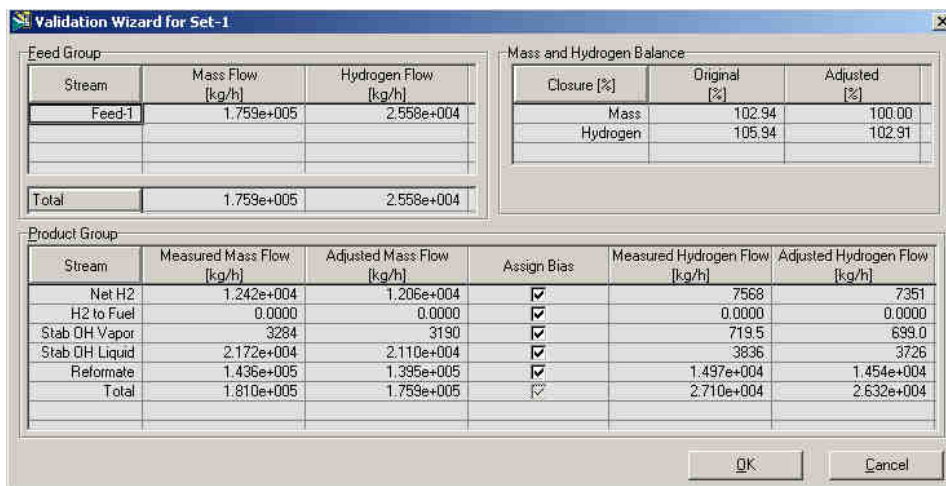 Validation Wizard for Set-1
Feed Group
Stream Mass Flow [kg/h] Hydrogen Flow [kg/h]
Feed-1 1.759e+005 2.558e+004
Total 1.759e+005 2.558e+004
Mass and Hydrogen Balance
Closure [%] Original [%] Adjusted [%]
Mass 102.94 100.00
Hydrogen 105.94 102.91
Product Group
Stream Measured Mass Flow [kg/h] Adjusted Mass Flow [kg/h] Assign Bias Measured Hydrogen Flow [kg/h] Adjusted Hydrogen Flow [kg/h]
Net H2 1.242e+004 1.206e+004 7568 7351
H2 to Fuel 0.0000 0.0000 0.0000 0.0000
Stab OH Vapor 3284 3190 719.5 699.0
Stab OH Liquid 2.172e+004 2.110e+004 3836 3726
Reformate 1.436e+005 1.395e+005 1.497e+004 1.454e+004
Total 1.810e+005 1.759e+005 2.710e+004 2.632e+004
OK Cancel